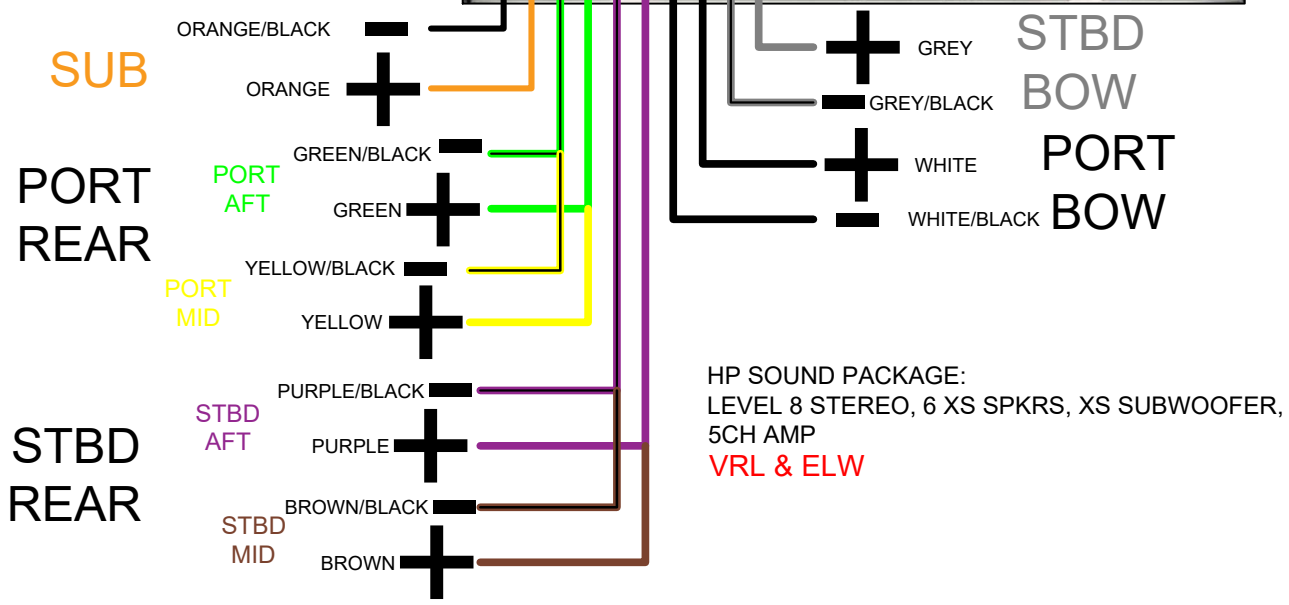 ORANGE/BLACK
SUB
ORANGE
GREEN/BLACK
PORT
REAR
PORT
AFT
GREEN
YELLOW/BLACK
PORT
MID
YELLOW
PURPLE/BLACK
STBD
REAR
STBD
AFT
PURPLE
BROWN/BLACK
STBD
MID
BROWN
GREY
STBD
BOW
GREY/BLACK
WHITE
PORT
BOW
WHITE/BLACK
HP SOUND PACKAGE:
LEVEL 8 STEREO, 6 XS SPKRS, XS SUBWOOFER,
5CH AMP
VRL & ELW